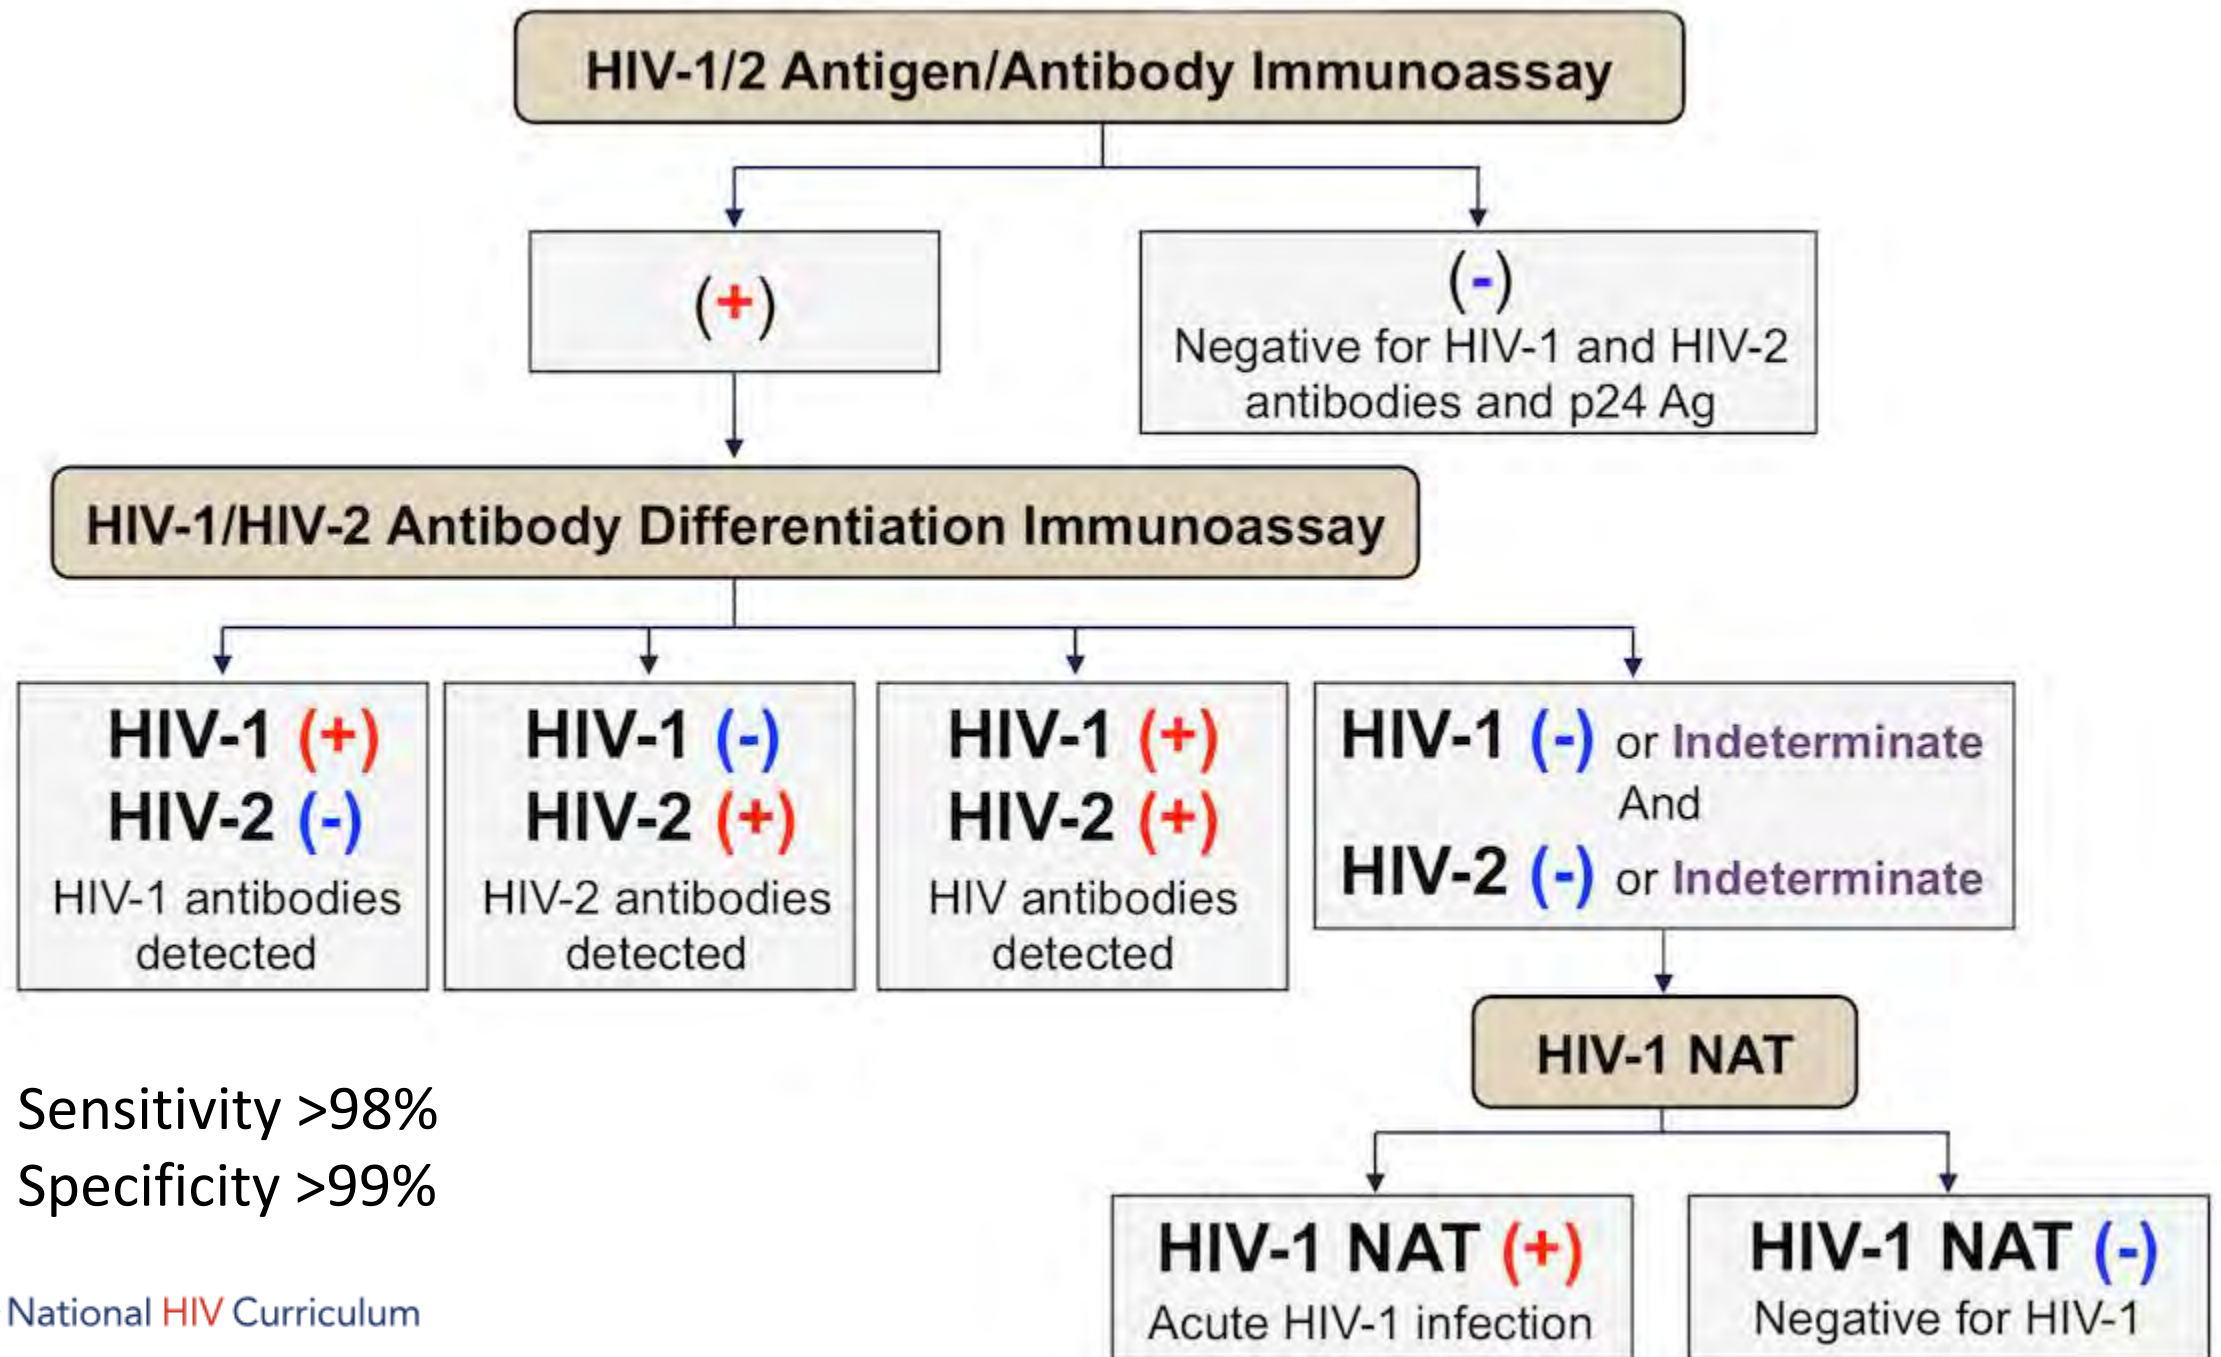 HIV-1/2 Antigen/Antibody Immunoassay
(+)
(-)
Negative for HIV-1 and HIV-2
antibodies and p24 Ag
HIV-1/HIV-2 Antibody Differentiation Immunoassay
HIV-1 (+)
HIV-2 (-)
HIV-1 antibodies
detected
HIV-1 (-)
HIV-2 (+)
HIV-2 antibodies
detected
HIV-1 (+)
HIV-2 (+)
HIV antibodies
detected
HIV-1 (-) or Indeterminate
And
HIV-2 (-) or Indeterminate
HIV-1 NAT
HIV-1 NAT (+)
Acute HIV-1 infection
HIV-1 NAT (-)
Negative for HIV-1
Sensitivity >98%
Specificity >99%
National HIV Curriculum